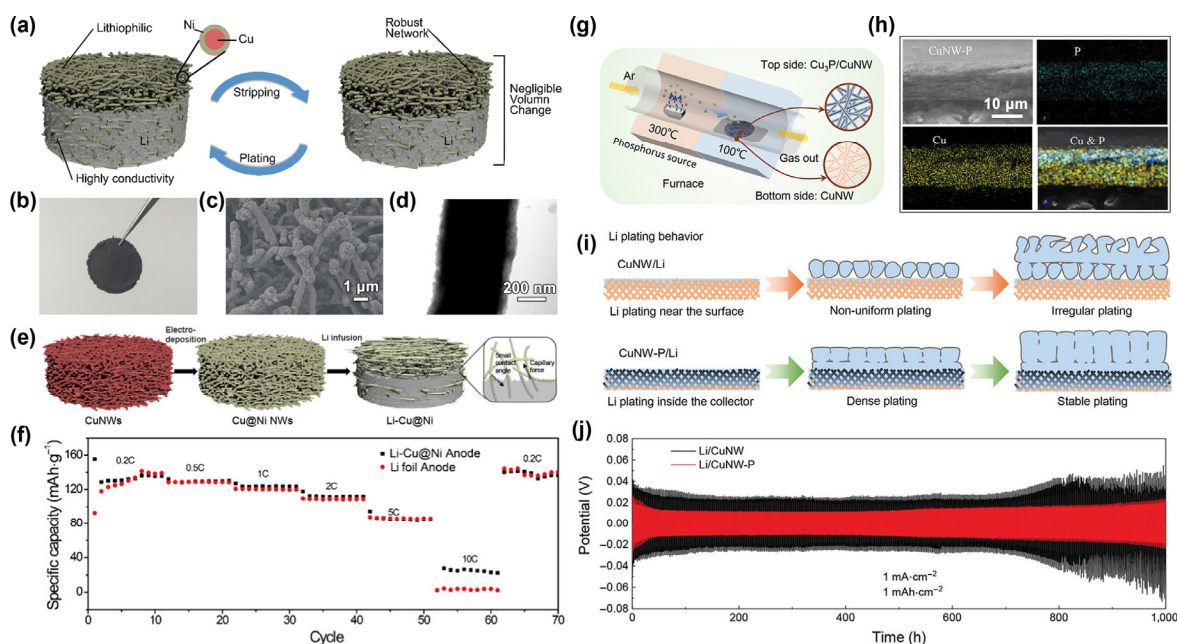 (a)
Lithiophilic
Ni
Cu
Robust
Network
Stripping
Plating
Li
Li
Negligible
Volumn
Change
Highly conductivity
(b)
(c)
1 μm
(d)
200 nm
(e)
Electro-
deposition
Li infusion
Small
contact
angle
Capillary
force
CuNWs
Cu@Ni NWs
Li-Cu@Ni
(f)
Specific capacity (mAh·g⁻¹)
160
120
80
40
0
0.2C
0.5C
1C
2C
5C
10C
0.2C
Li-Cu@Ni Anode
Li foil Anode
0 10 20 30 40 50 60 70
Cycle
(g)
Ar
Top side: Cu₃P/CuNW
300℃
100℃
Phosphorus source
Gas out
Furnace
Bottom side: CuNW
(h)
CuNW-P
10 μm
P
Cu
Cu & P
(i)
Li plating behavior
CuNW/Li
Li plating near the surface
Non-uniform plating
Irregular plating
CuNW-P/Li
Li plating inside the collector
Dense plating
Stable plating
(j)
Potential (V)
0.08
0.06
0.04
0.02
0.00
−0.02
−0.04
−0.06
−0.08
Li/CuNW
Li/CuNW-P
1 mA·cm⁻²
1 mAh·cm⁻²
0 200 400 600 800 1,000
Time (h)